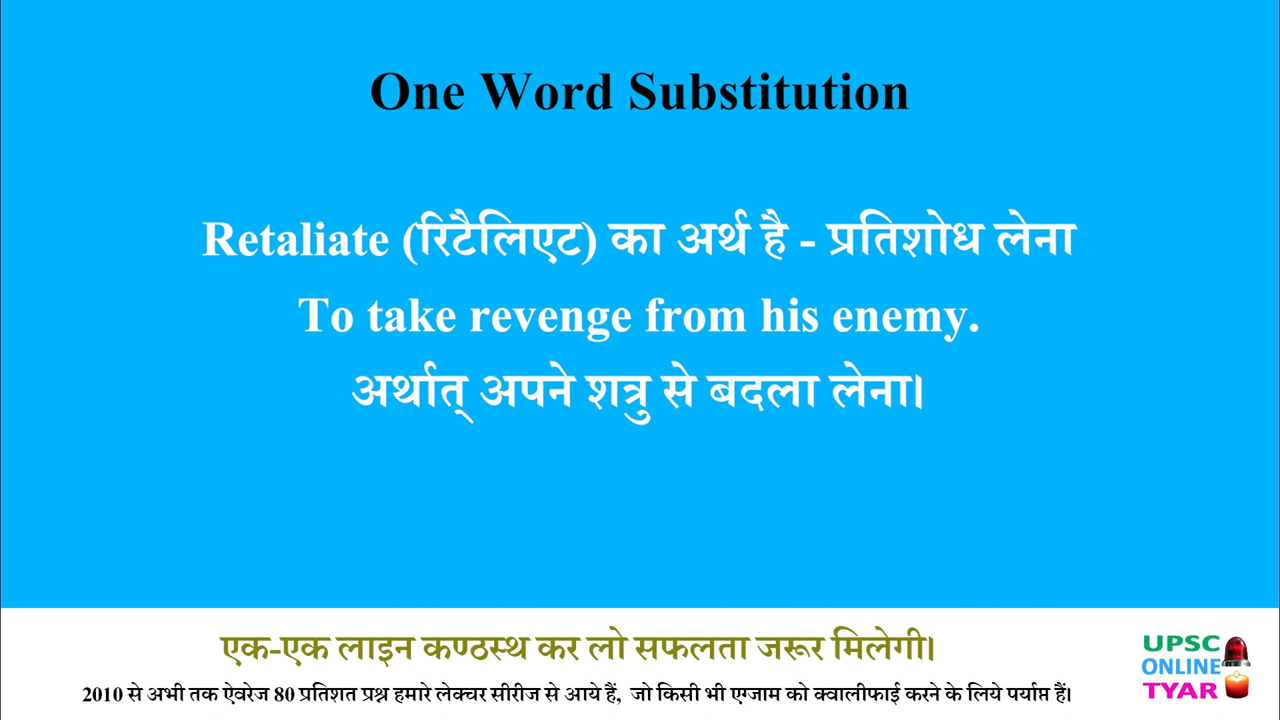 One Word Substitution
Retaliate (रिटैलिएट) का अर्थ है - प्रतिशोध लेना
To take revenge from his enemy.
अर्थात् अपने शत्रु से बदला लेना।
एक-एक लाइन कण्ठस्थ कर लो सफलता जरूर मिलेगी।
2010 से अभी तक ऐवरेज 80 प्रतिशत प्रश्न हमारे लेक्चर सीरीज से आये हैं, जो किसी भी एग्जाम को क्वालीफाई करने के लिये पर्याप्त हैं।
UPSC
ONLINE
TYAR